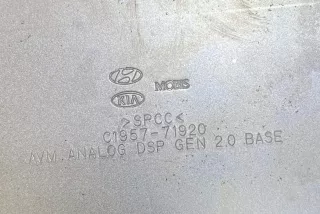 MOBIS
KIA
>SPCC<
C1957-71920
AVM.ANALOG DSP GEN 2.0 BASE